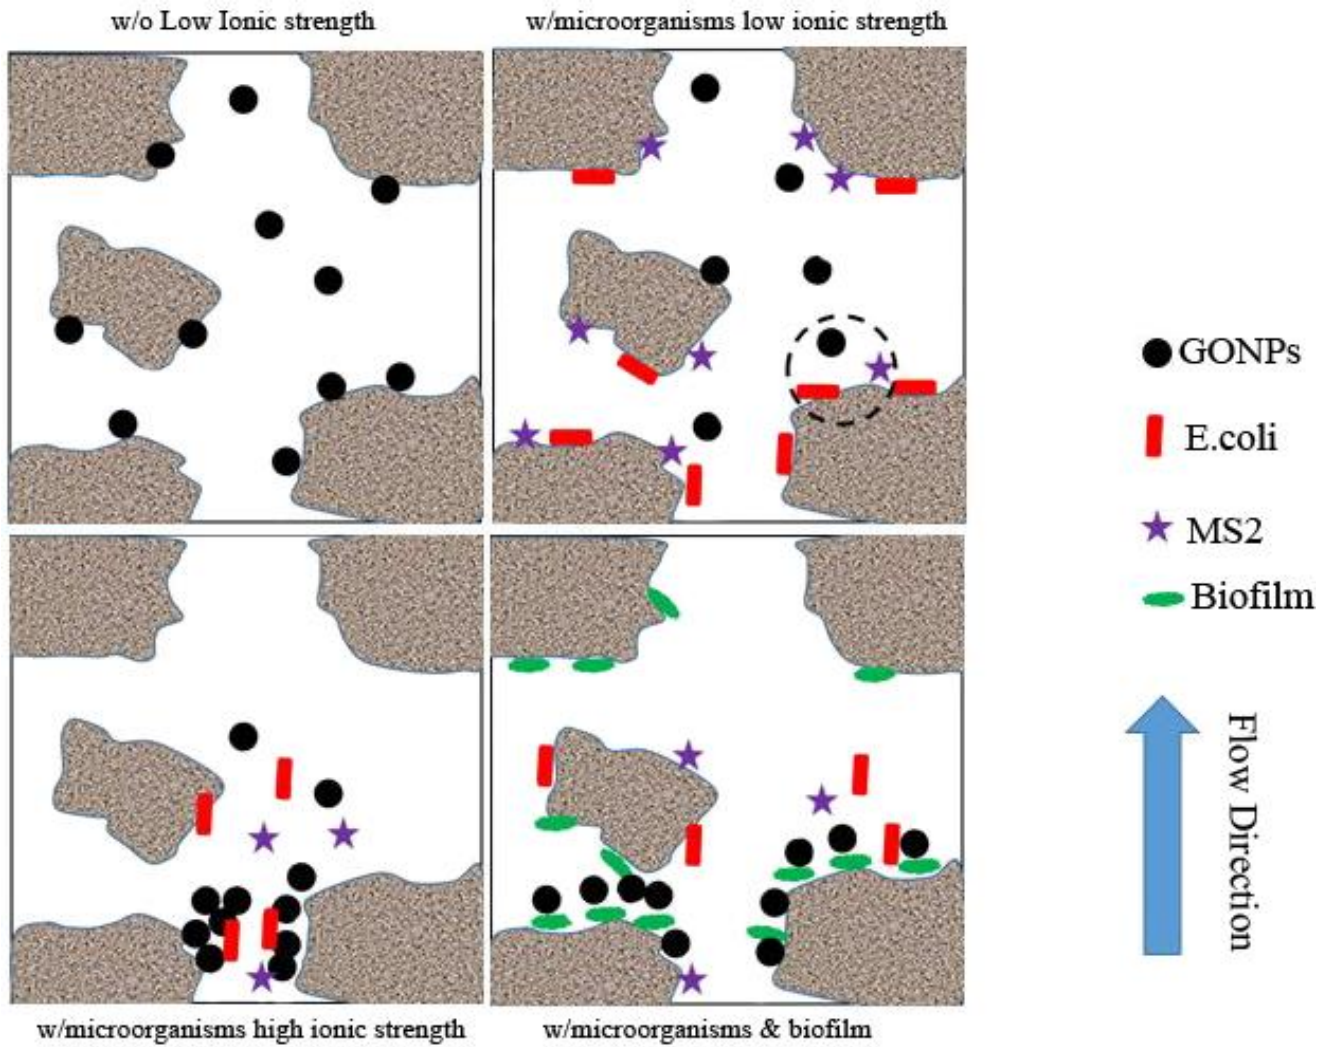 w/o Low Ionic strength
w/microorganisms low ionic strength
GONPs
E.coli
MS2
Biofilm
Flow Direction
w/microorganisms high ionic strength
w/microorganisms & biofilm